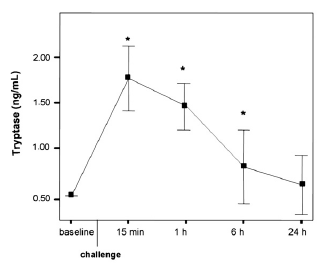 Tryptase (ng/mL)
2.00
1.50
1.00
0.50
*
*
*
baseline 15 min 1 h 6 h 24 h
challenge